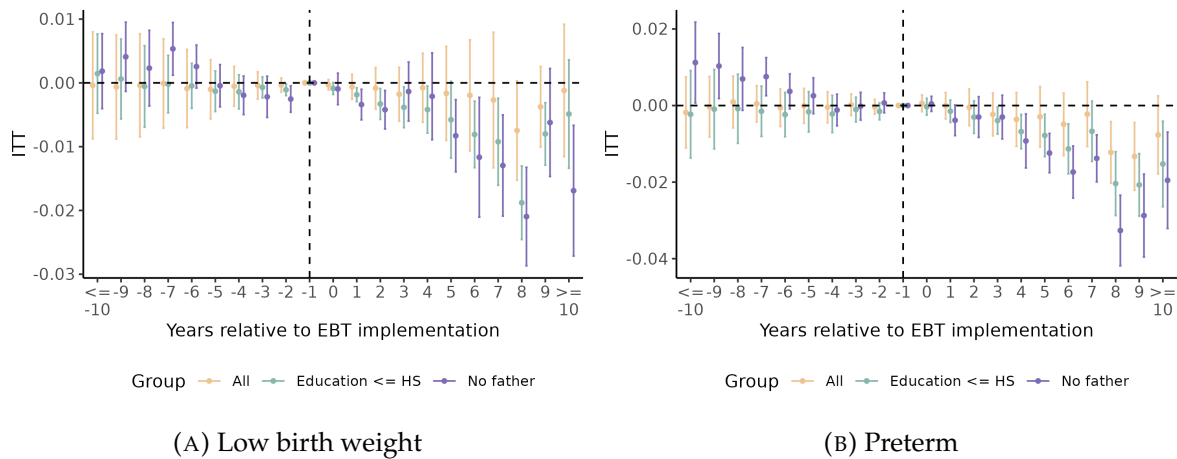 0.01
0.00
-0.01
-0.02
-0.03
ITT
<= -9 -8 -7 -6 -5 -4 -3 -2 -1 0 1 2 3 4 5 6 7 8 9 >=
-10 10
Years relative to EBT implementation
Group All Education <= HS No father
(A) Low birth weight
0.02
0.00
-0.02
-0.04
ITT
<= -9 -8 -7 -6 -5 -4 -3 -2 -1 0 1 2 3 4 5 6 7 8 9 >=
-10 10
Years relative to EBT implementation
Group All Education <= HS No father
(B) Preterm